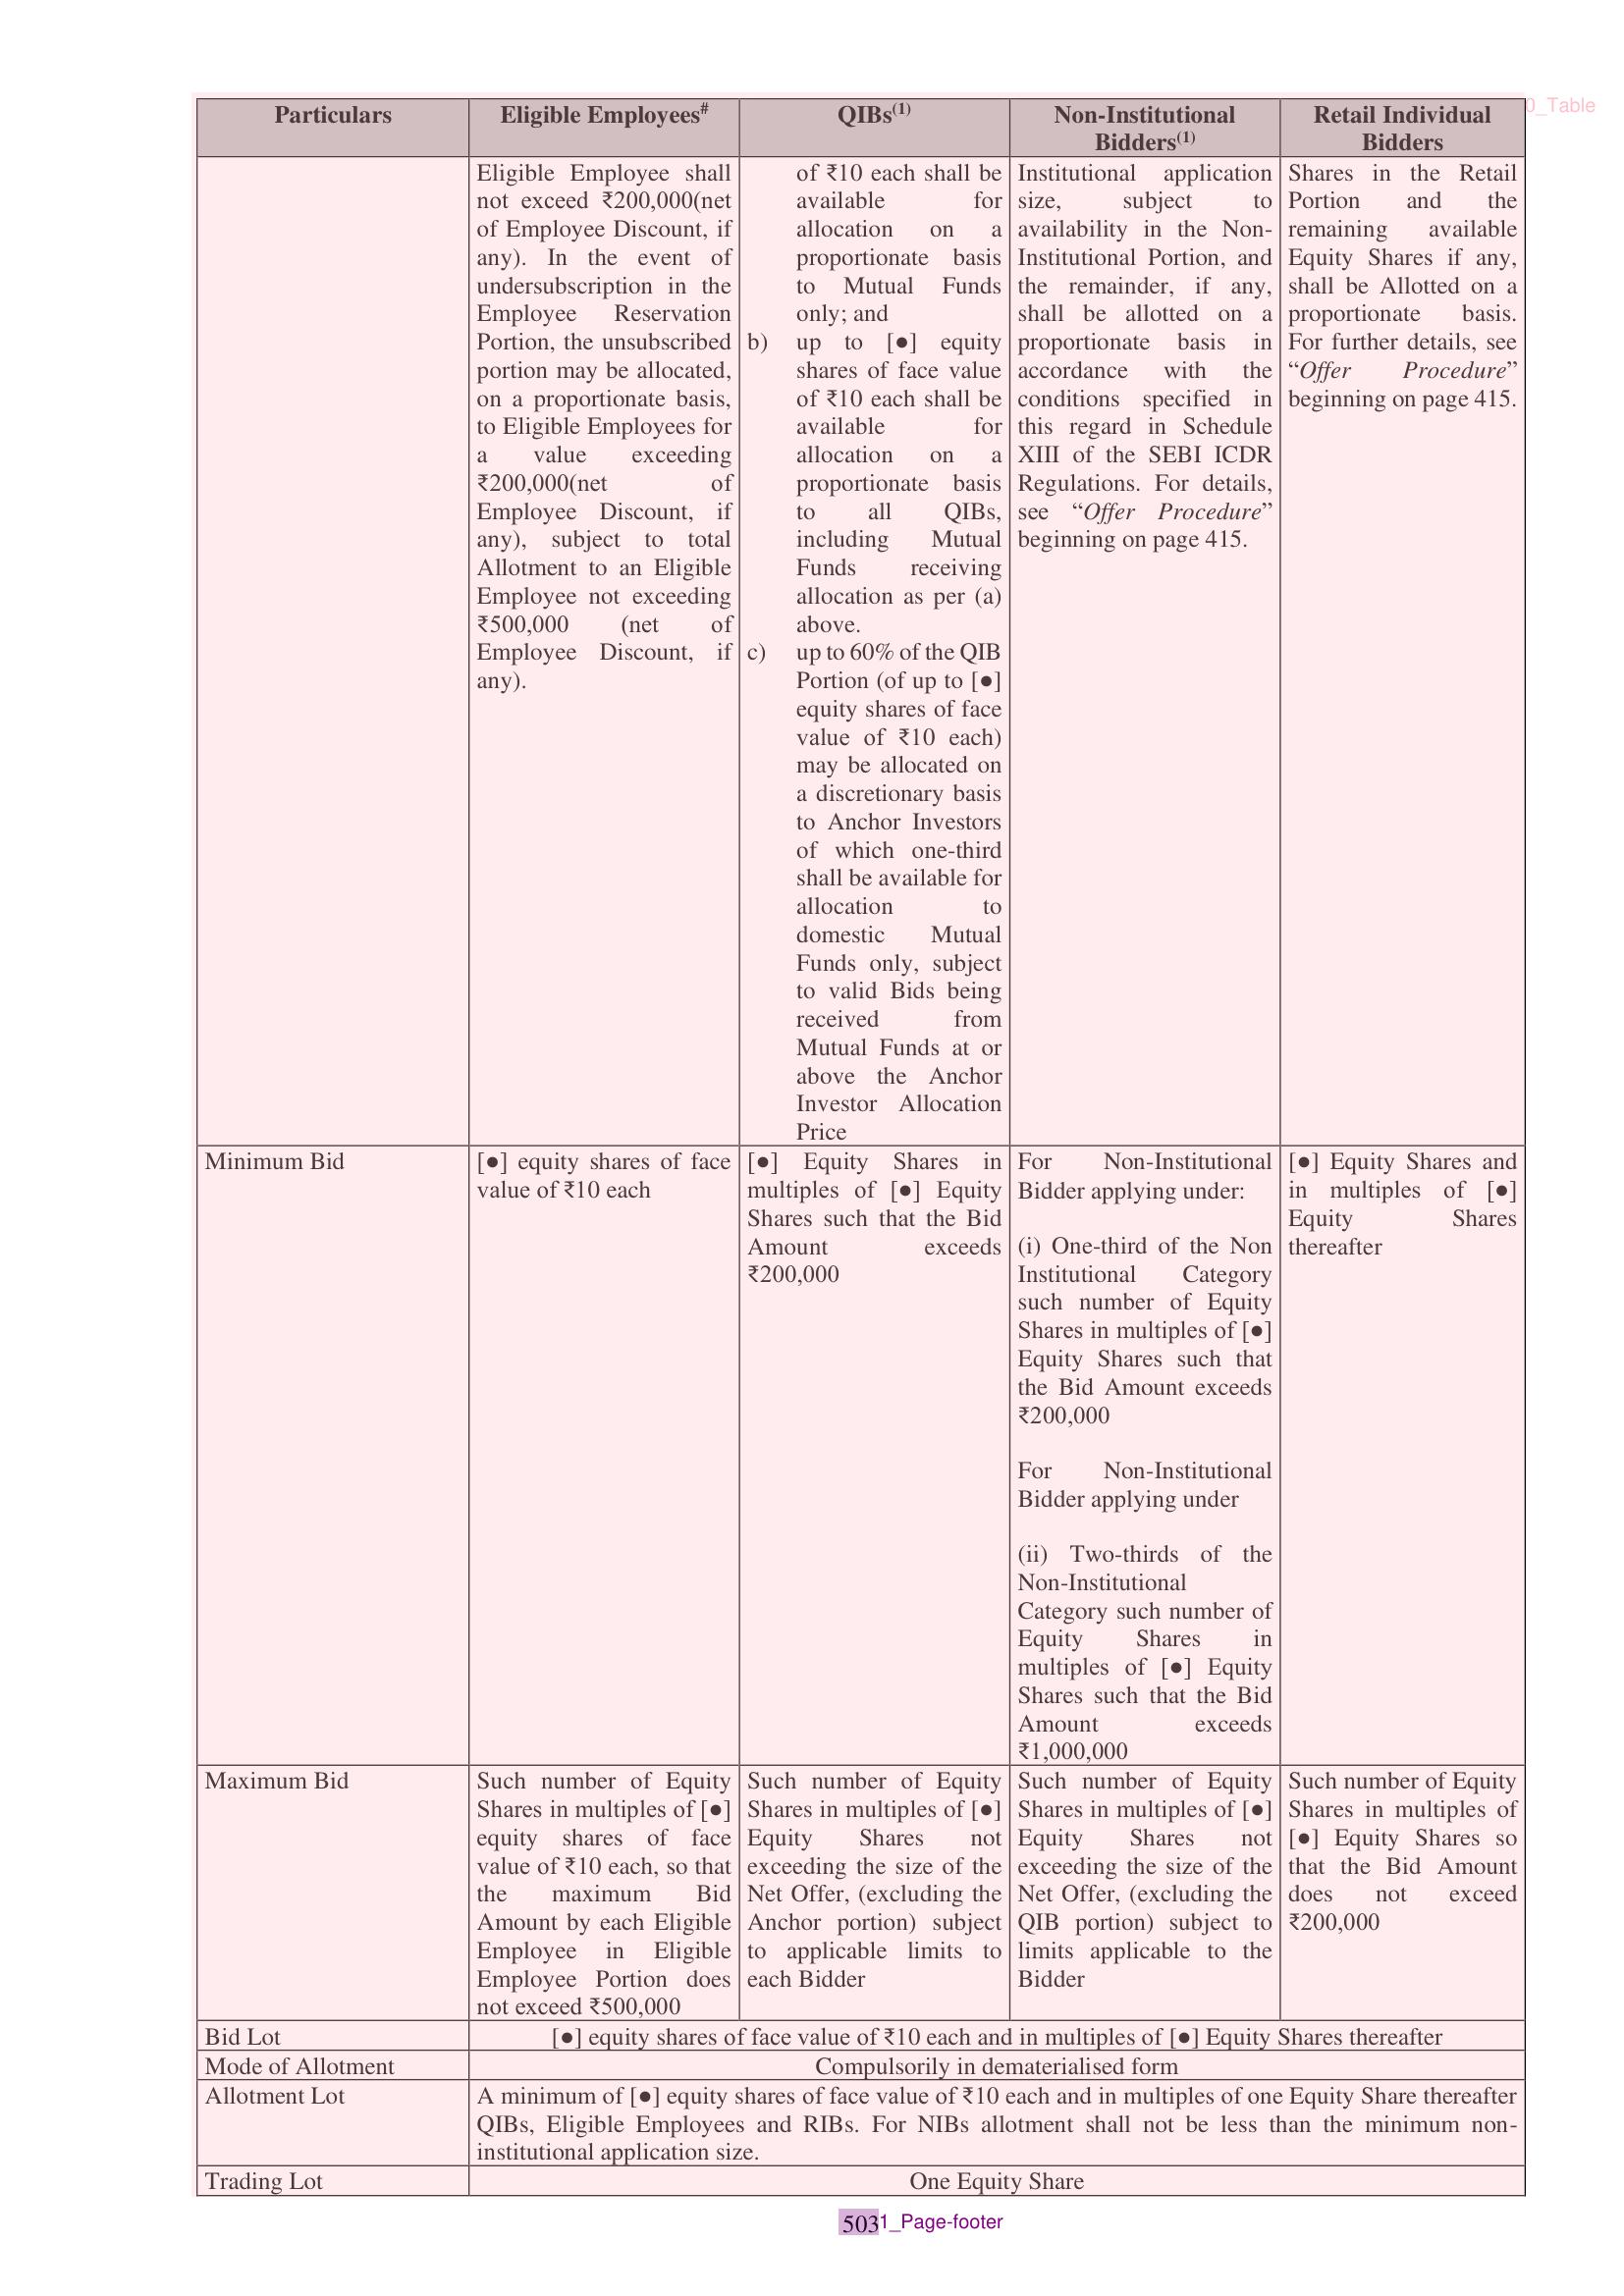 Particulars
Eligible Employees#
QIBs(1)
Non-Institutional
Bidders(1)
Retail Individual
Bidders
0_Table
Eligible Employee shall
not exceed ₹200,000(net
of Employee Discount, if
any). In the event of
undersubscription in the
Employee Reservation
Portion, the unsubscribed
portion may be allocated,
on a proportionate basis,
to Eligible Employees for
a value exceeding
₹200,000(net of
Employee Discount, if
any), subject to total
Allotment to an Eligible
Employee not exceeding
₹500,000 (net of
Employee Discount, if
any).
of ₹10 each shall be
available for
allocation on a
proportionate basis
to Mutual Funds
only; and
b) up to [●] equity
shares of face value
of ₹10 each shall be
available for
allocation on a
proportionate basis
to all QIBs,
including Mutual
Funds receiving
allocation as per (a)
above.
c) up to 60% of the QIB
Portion (of up to [●]
equity shares of face
value of ₹10 each)
may be allocated on
a discretionary basis
to Anchor Investors
of which one-third
shall be available for
allocation to
domestic Mutual
Funds only, subject
to valid Bids being
received from
Mutual Funds at or
above the Anchor
Investor Allocation
Price
Institutional application
size, subject to
availability in the Non-
Institutional Portion, and
the remainder, if any,
shall be allotted on a
proportionate basis in
accordance with the
conditions specified in
this regard in Schedule
XIII of the SEBI ICDR
Regulations. For details,
see “Offer Procedure”
beginning on page 415.
Shares in the Retail
Portion and the
remaining available
Equity Shares if any,
shall be Allotted on a
proportionate basis.
For further details, see
“Offer Procedure”
beginning on page 415.
Minimum Bid
[●] equity shares of face
value of ₹10 each
[●] Equity Shares in
multiples of [●] Equity
Shares such that the Bid
Amount exceeds
₹200,000
For Non-Institutional
Bidder applying under:
(i) One-third of the Non
Institutional Category
such number of Equity
Shares in multiples of [●]
Equity Shares such that
the Bid Amount exceeds
₹200,000
For Non-Institutional
Bidder applying under
(ii) Two-thirds of the
Non-Institutional
Category such number of
Equity Shares in
multiples of [●] Equity
Shares such that the Bid
Amount exceeds
₹1,000,000
[●] Equity Shares and
in multiples of [●]
Equity Shares
thereafter
Maximum Bid
Such number of Equity
Shares in multiples of [●]
equity shares of face
value of ₹10 each, so that
the maximum Bid
Amount by each Eligible
Employee in Eligible
Employee Portion does
not exceed ₹500,000
Such number of Equity
Shares in multiples of [●]
Equity Shares not
exceeding the size of the
Net Offer, (excluding the
Anchor portion) subject
to applicable limits to
each Bidder
Such number of Equity
Shares in multiples of [●]
Equity Shares not
exceeding the size of the
Net Offer, (excluding the
QIB portion) subject to
limits applicable to the
Bidder
Such number of Equity
Shares in multiples of
[●] Equity Shares so
that the Bid Amount
does not exceed
₹200,000
Bid Lot
[●] equity shares of face value of ₹10 each and in multiples of [●] Equity Shares thereafter
Mode of Allotment
Compulsorily in dematerialised form
Allotment Lot
A minimum of [●] equity shares of face value of ₹10 each and in multiples of one Equity Share thereafter
QIBs, Eligible Employees and RIBs. For NIBs allotment shall not be less than the minimum non-
institutional application size.
Trading Lot
One Equity Share
503
1_Page-footer